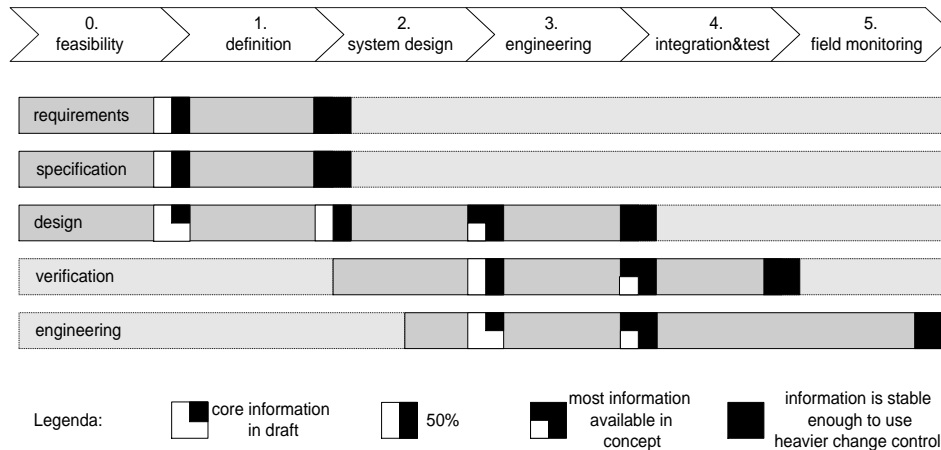 0.
feasibility
1.
definition
2.
system design
3.
engineering
4.
integration&test
5.
field monitoring
requirements
specification
design
verification
engineering
Legenda:
core information
in draft
50%
most information
available in
concept
information is stable
enough to use
heavier change control